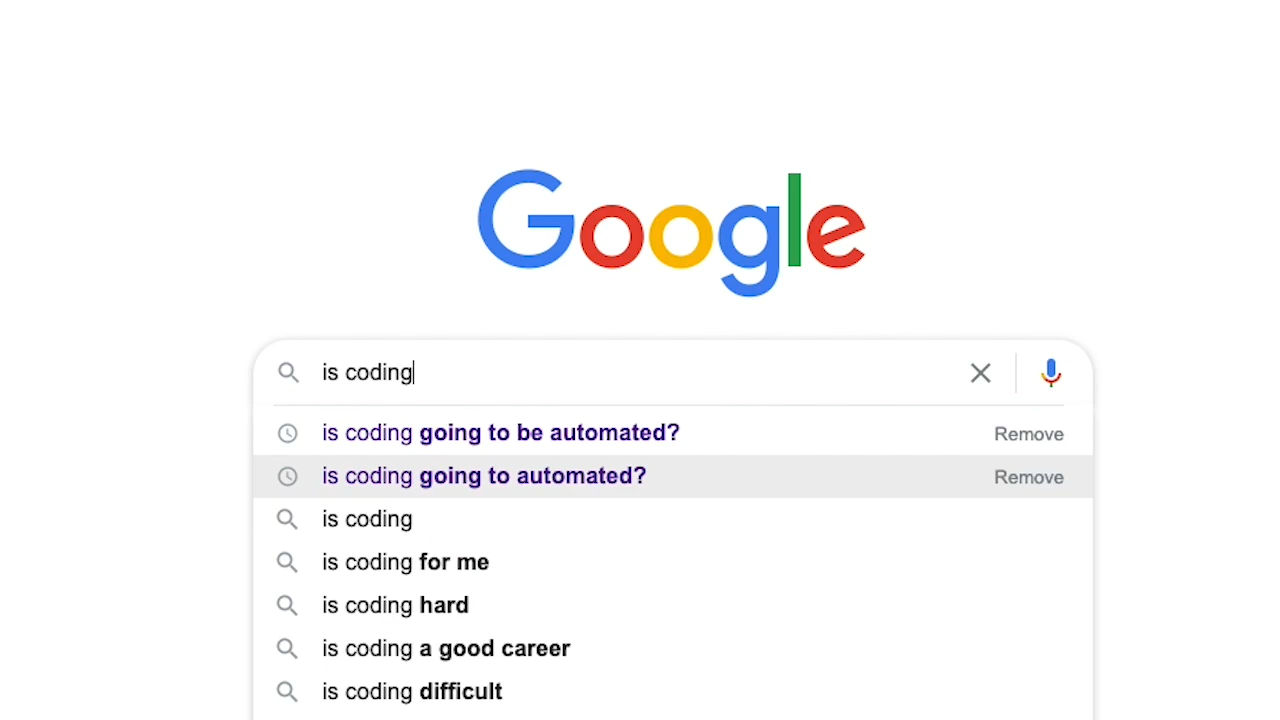 Google
is coding
is coding going to be automated? Remove
is coding going to automated? Remove
is coding
is coding for me
is coding hard
is coding a good career
is coding difficult